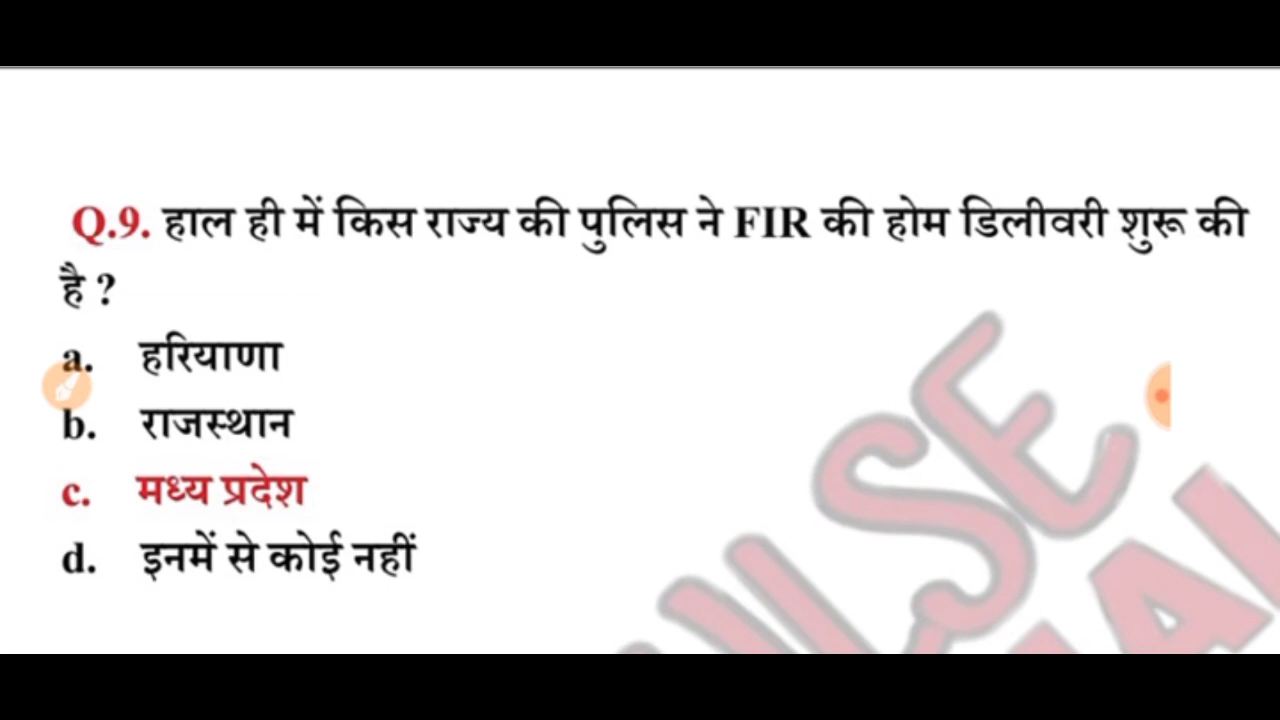 Q.9. हाल ही में किस राज्य की पुलिस ने FIR की होम डिलीवरी शुरू की
है ?
a. हरियाणा
b. राजस्थान
c. मध्य प्रदेश
d. इनमें से कोई नहीं